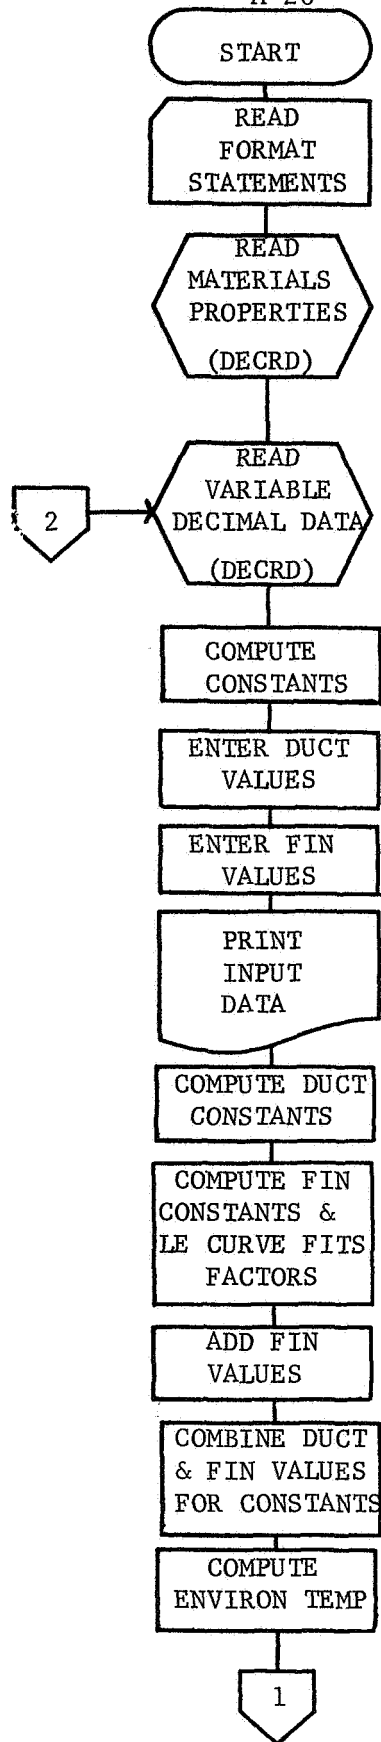 START
READ
FORMAT
STATEMENTS
READ
MATERIALS
PROPERTIES
(DECRD)
READ
VARIABLE
2
DECIMAL DATA
(DECRD)
COMPUTE
CONSTANTS
ENTER DUCT
VALUES
ENTER FIN
VALUES
PRINT
INPUT
DATA
COMPUTE DUCT
CONSTANTS
COMPUTE FIN
CONSTANTS &
LE CURVE FITS
FACTORS
ADD FIN
VALUES
COMBINE DUCT
& FIN VALUES
FOR CONSTANTS
COMPUTE
ENVIRON TEMP
1